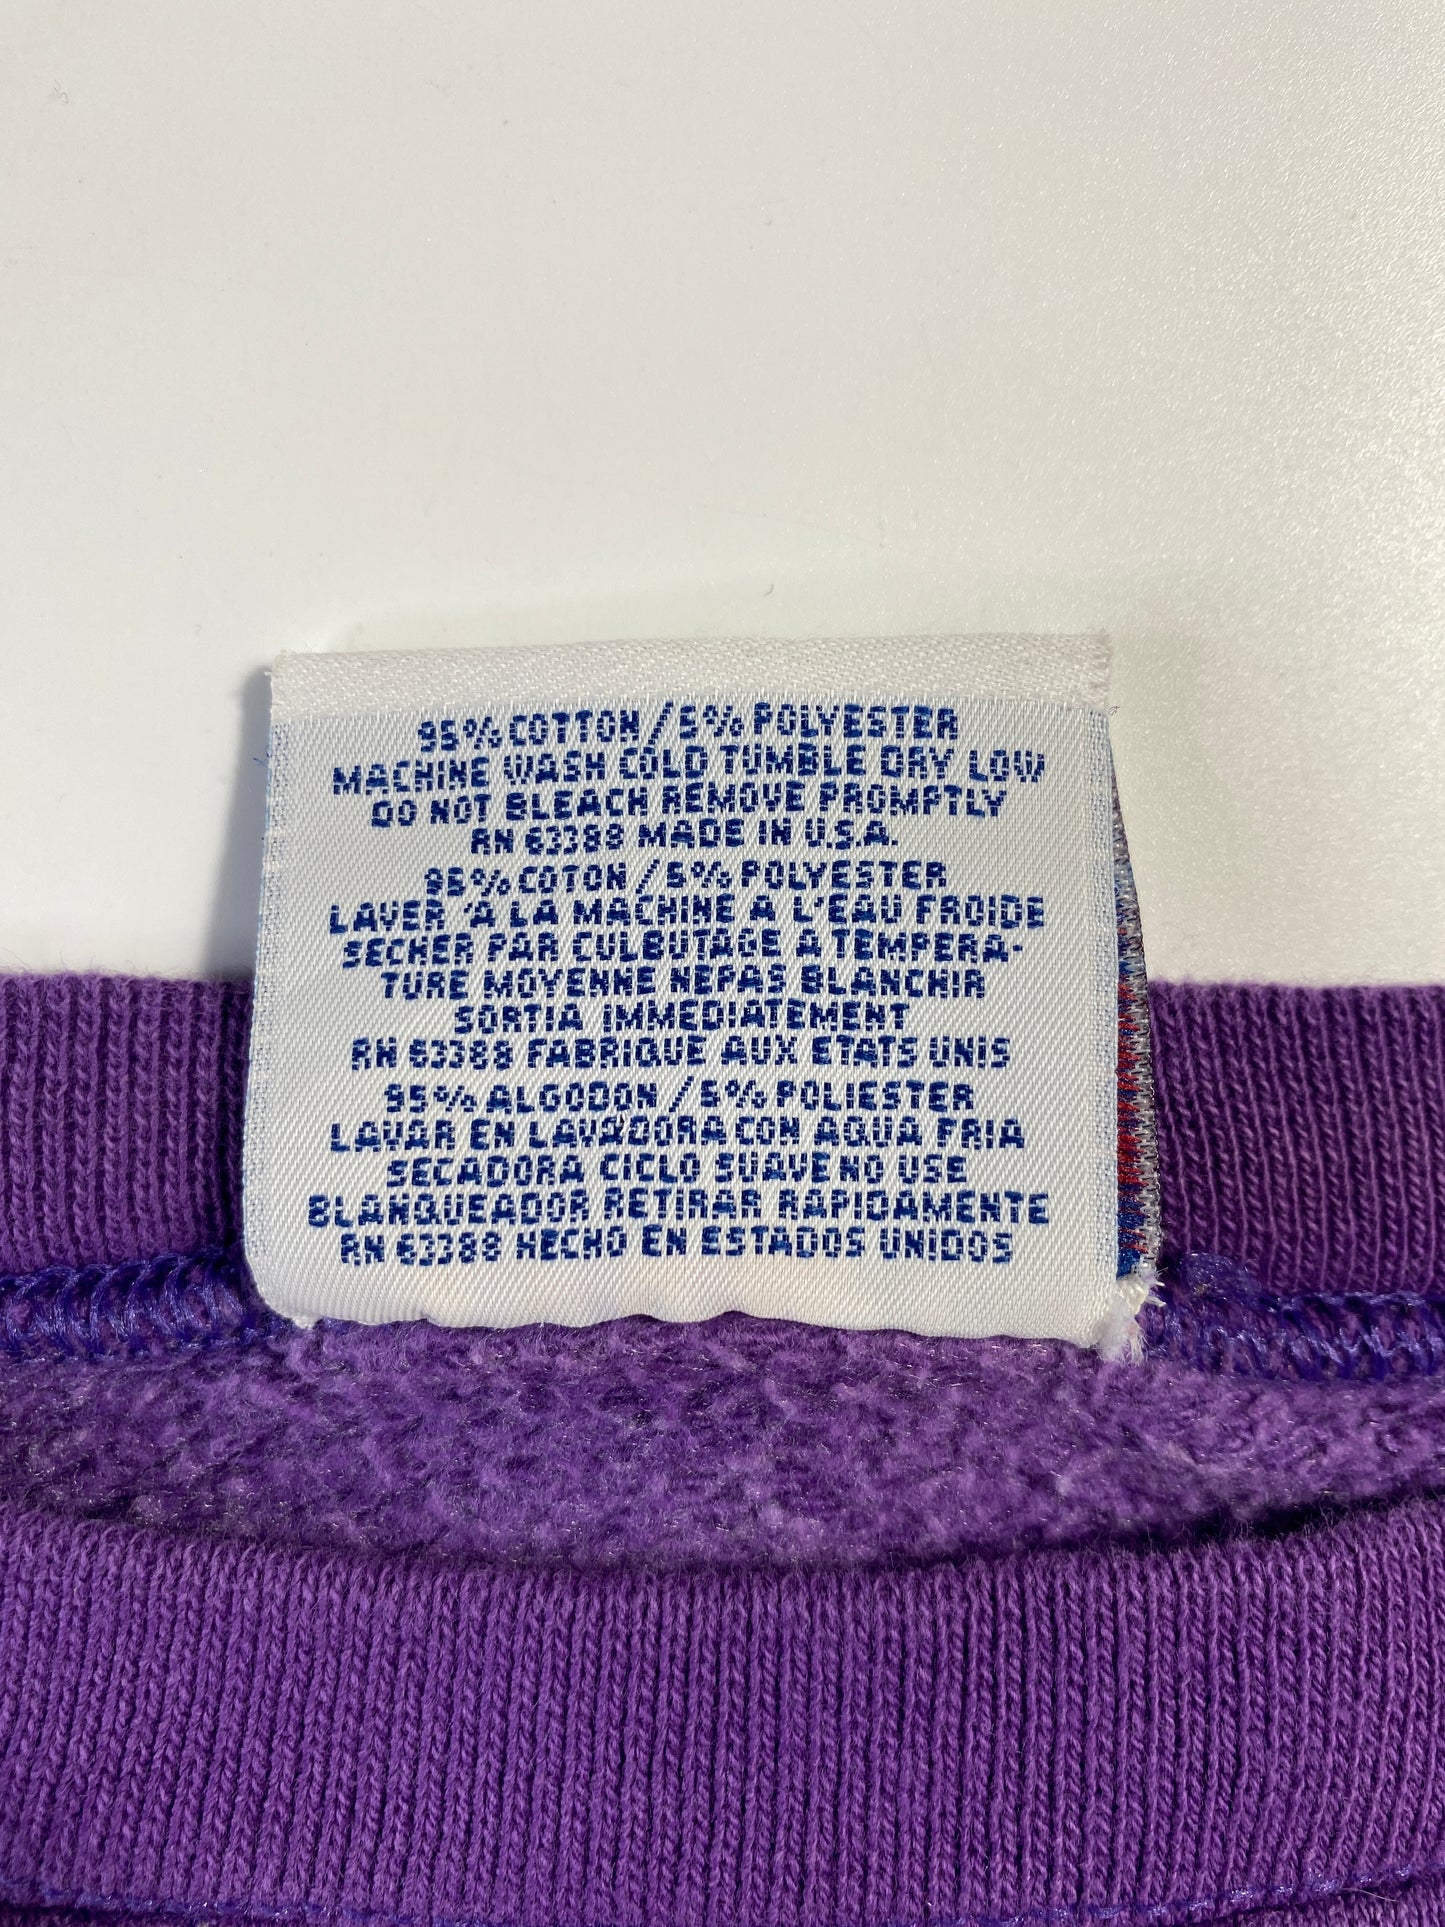 95% COTTON / 5% POLYESTER
MACHINE WASH COLD TUMBLE DRY LOW
DO NOT BLEACH REMOVE PROMPTLY
RN 63388 MADE IN U.S.A.
95% COTON / 5% POLYESTER
LAVER 'A LA MACHINE A L'EAU FROIDE
SECHER PAR CULBUTAGE A TEMPERA-
TURE MOYENNE NEPAS BLANCHIR
SORTIA IMMEDIATEMENT
RN 63388 FABRIQUE AUX ETATS UNIS
95% ALGODON / 5% POLIESTER
LAVAR EN LAVADORA CON AQUA FRIA
SECADORA CICLO SUAVE NO USE
BLANQUEADOR RETIRAR RAPIDAMENTE
RN 63388 HECHO EN ESTADOS UNIDOS